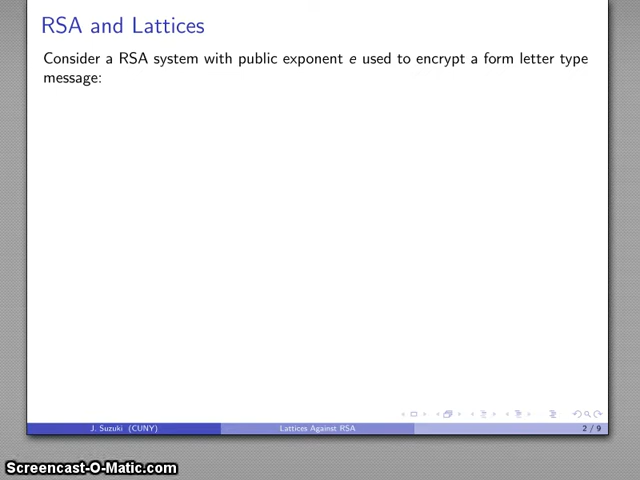 RSA and Lattices
Consider a RSA system with public exponent e used to encrypt a form letter type
message:
J. Suzuki (CUNY) Lattices Against RSA 2 / 9
Screencast-O-Matic.com